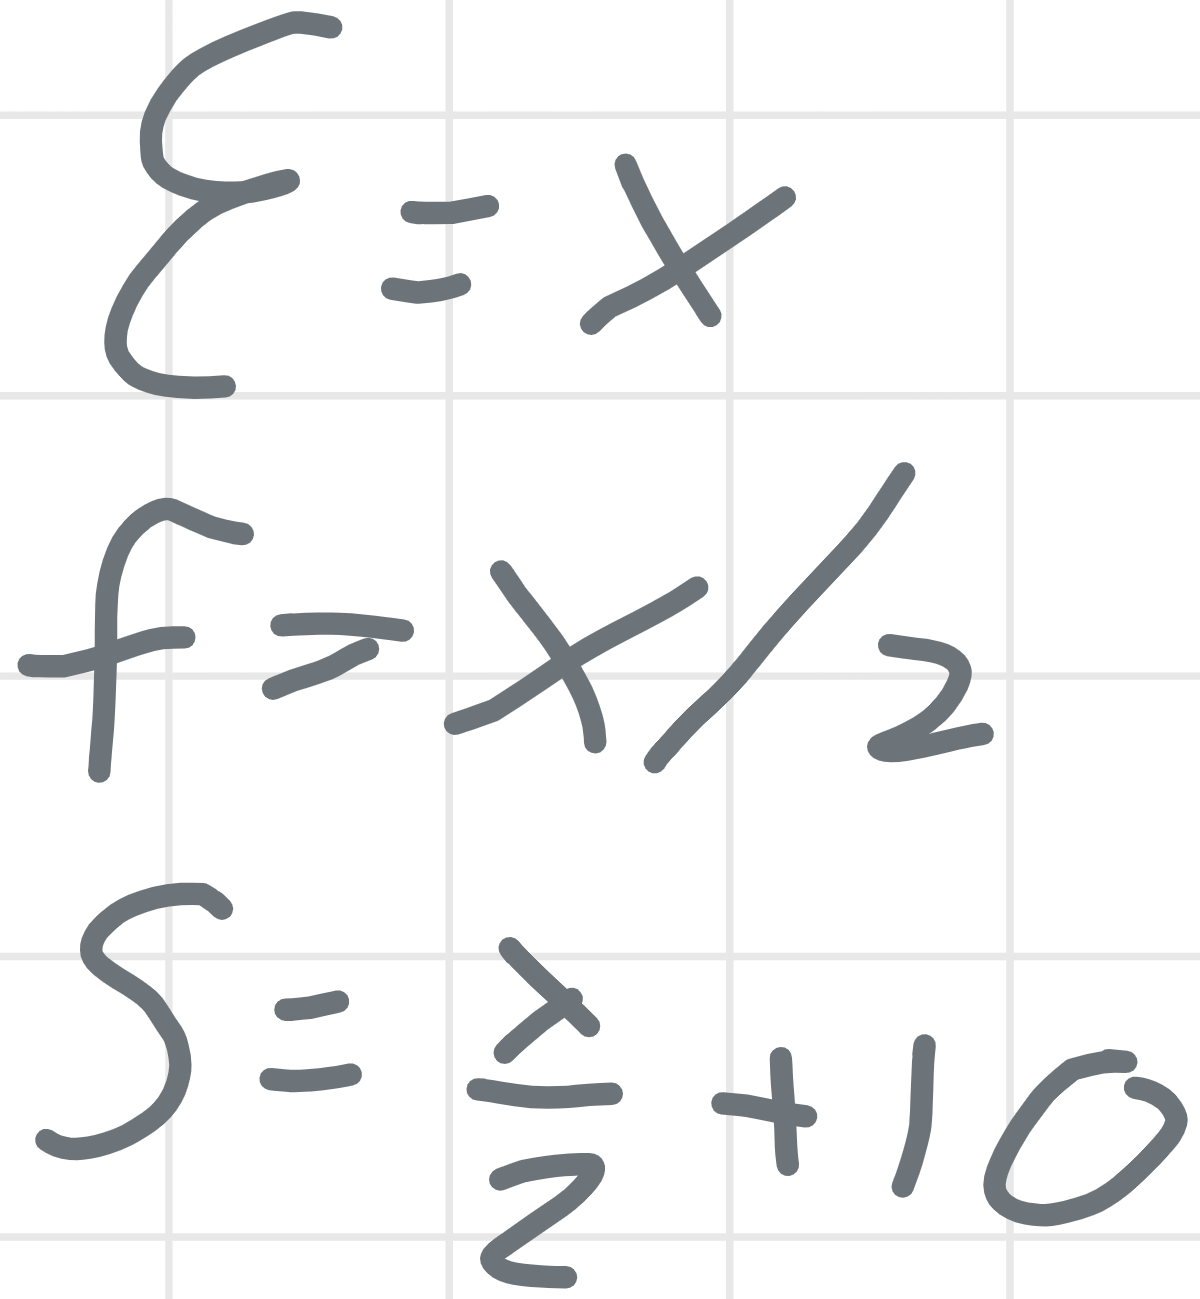 ℰ = x
f = x/2
S = x/2 + 10